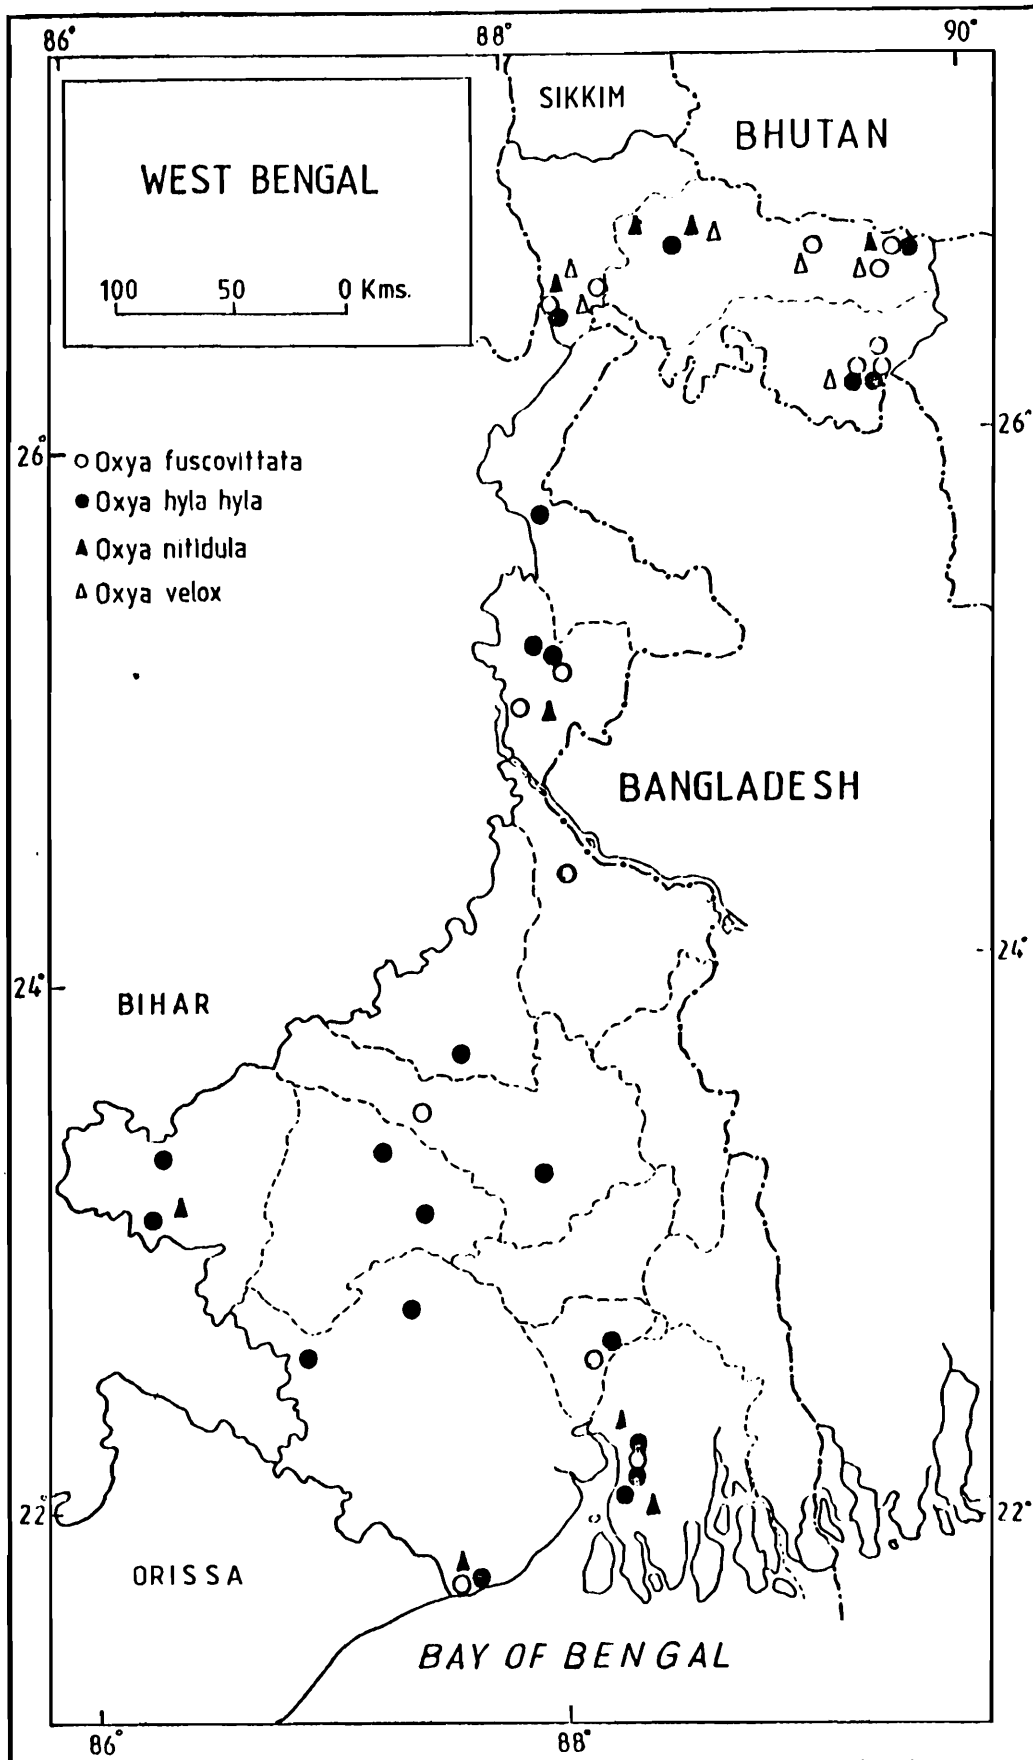 86° 88° 90°
SIKKIM
BHUTAN
WEST BENGAL
100 50 0 Kms.
26° 26°
Oxya fuscovittata
Oxya hyla hyla
Oxya nitidula
Oxya velox
BANGLADESH
24° 24°
BIHAR
22° 22°
ORISSA
BAY OF BENGAL
86° 88°